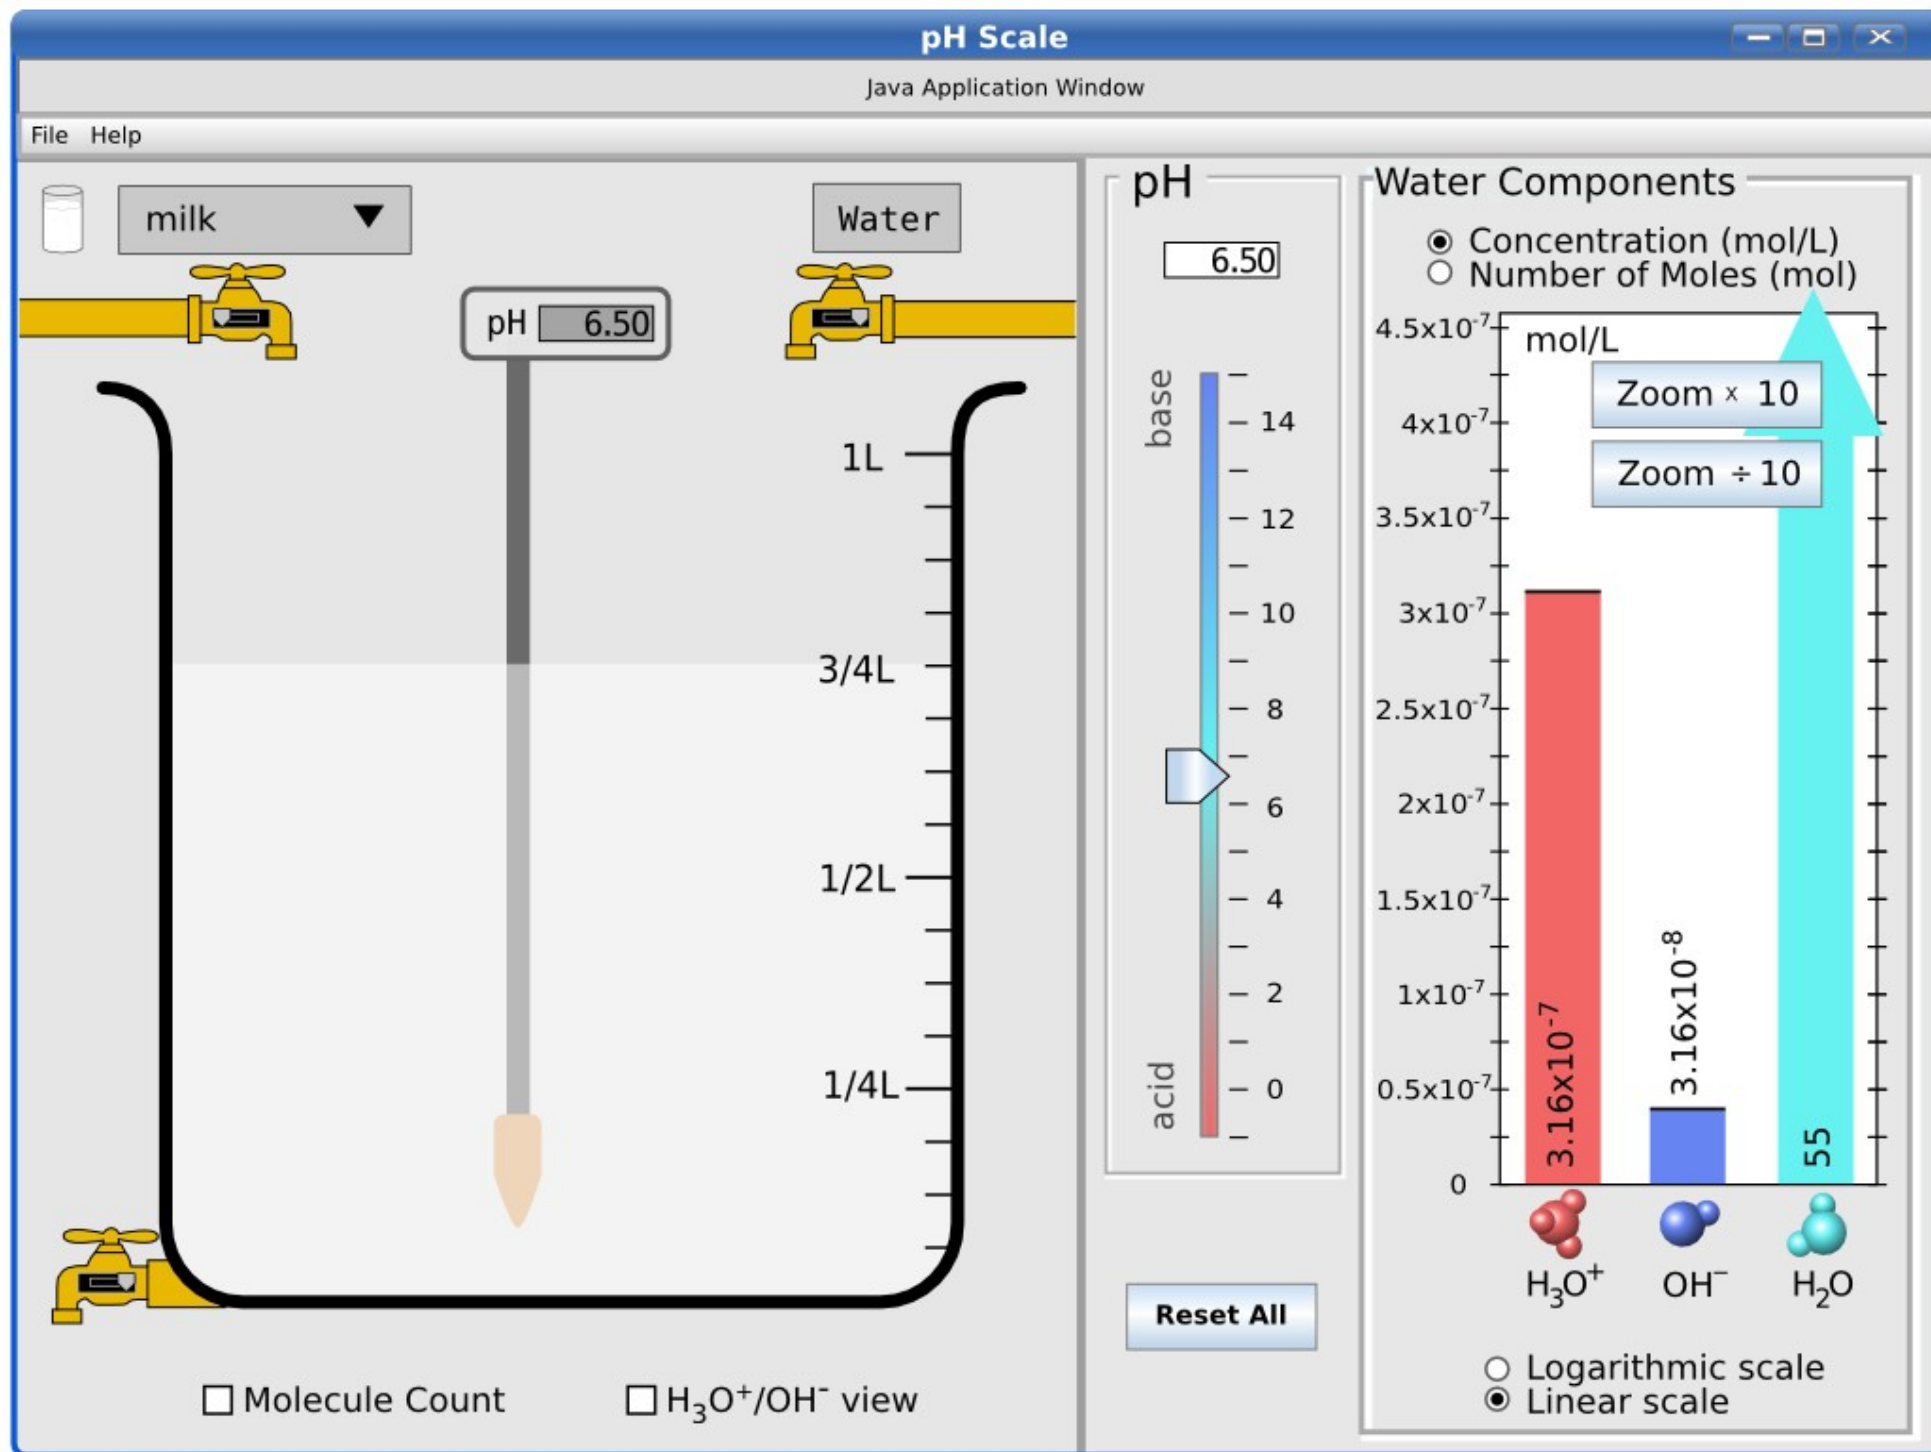 pH Scale
Java Application Window
File Help
milk
Water
pH 6.50
1L
3/4L
1/2L
1/4L
Molecule Count
H₃O⁺/OH⁻ view
pH
6.50
base
14
12
10
8
6
4
2
0
acid
Reset All
Water Components
Concentration (mol/L)
Number of Moles (mol)
mol/L
Zoom x 10
Zoom ÷ 10
4.5x10⁻⁷
4x10⁻⁷
3.5x10⁻⁷
3x10⁻⁷
2.5x10⁻⁷
2x10⁻⁷
1.5x10⁻⁷
1x10⁻⁷
0.5x10⁻⁷
0
3.16x10⁻⁷
3.16x10⁻⁸
55
H₃O⁺ OH⁻ H₂O
Logarithmic scale
Linear scale